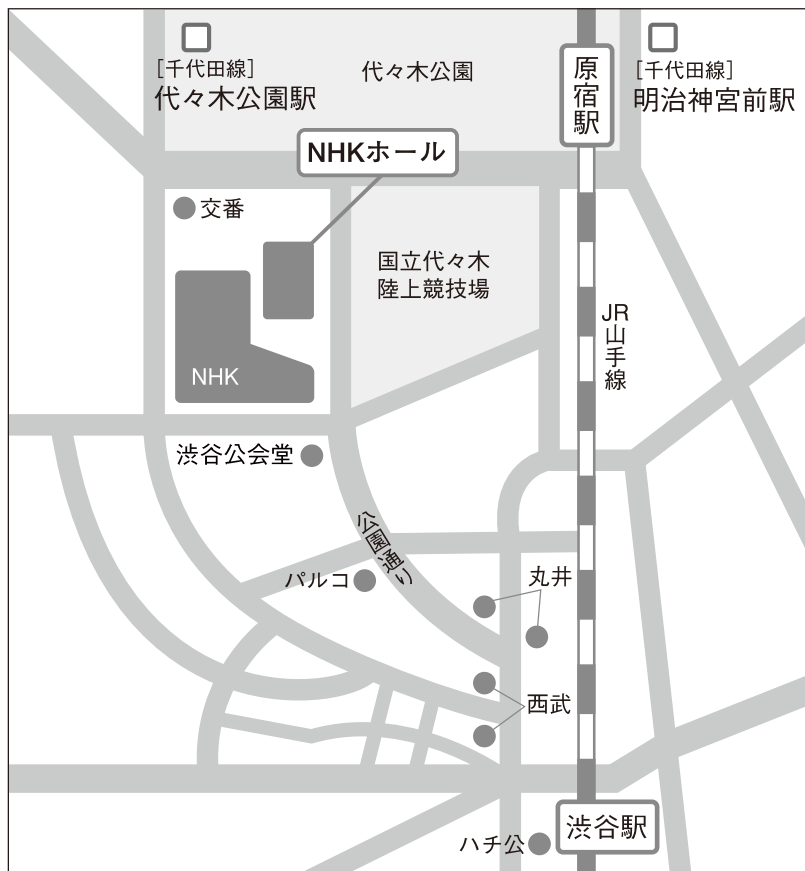 [千代田線]
代々木公園駅
代々木公園
原宿駅
[千代田線]
明治神宮前駅
NHKホール
交番
国立代々木
陸上競技場
JR山手線
NHK
渋谷公会堂
公園通り
パルコ
丸井
西武
渋谷駅
ハチ公